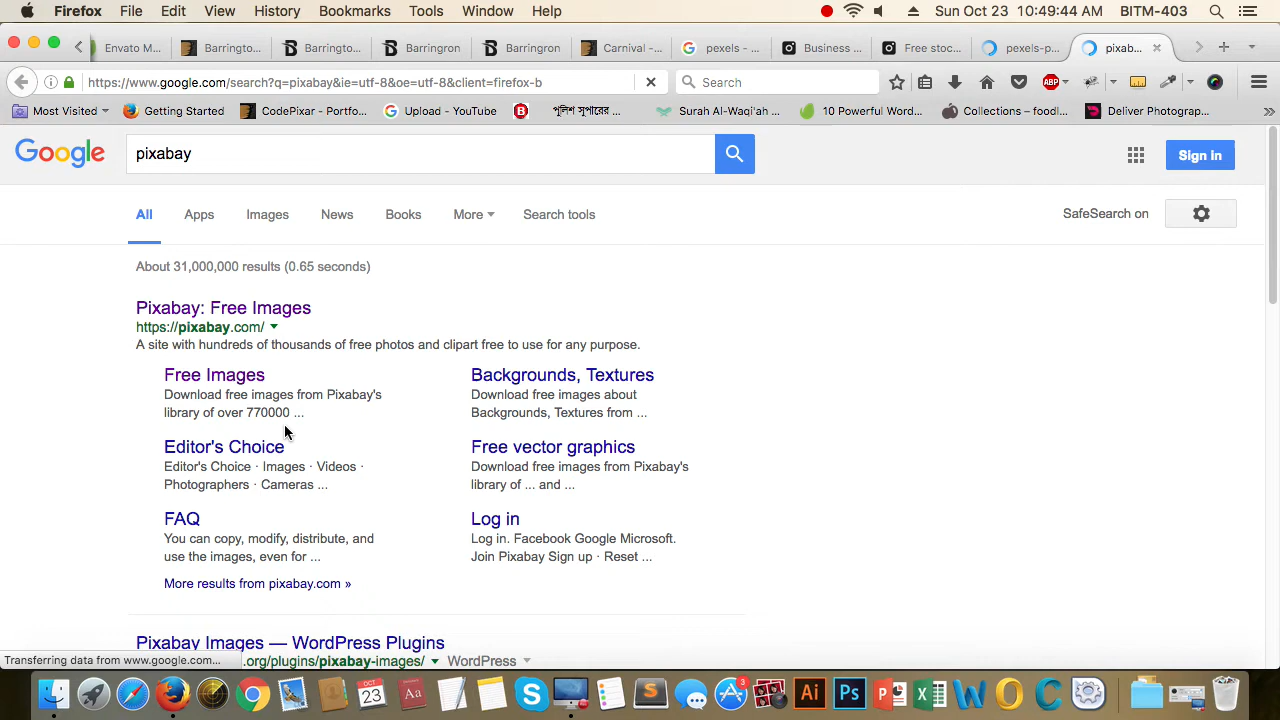 Firefox File Edit View History Bookmarks Tools Window Help Sun Oct 23 10:49:44 AM BITM-403
Envato M... Barringto... Barringto... Barringron Barringron Carnival -... pexels - ... Business ... Free stoc... pexels-p... pixab...
https://www.google.com/search?q=pixabay&ie=utf-8&oe=utf-8&client=firefox-b Search ABP
Most Visited Getting Started CodePixar - Portfo... Upload - YouTube B পুলিশ সুপারের ... Surah Al-Waqi'ah ... 10 Powerful Word... Collections – foodl... Deliver Photograp...
Google pixabay Sign in
All Apps Images News Books More Search tools SafeSearch on
About 31,000,000 results (0.65 seconds)
Pixabay: Free Images
https://pixabay.com/
A site with hundreds of thousands of free photos and clipart free to use for any purpose.
Free Images
Download free images from Pixabay's
library of over 770000 ...
Backgrounds, Textures
Download free images about
Backgrounds, Textures from ...
Editor's Choice
Editor's Choice · Images · Videos ·
Photographers · Cameras ...
Free vector graphics
Download free images from Pixabay's
library of ... and ...
FAQ
You can copy, modify, distribute, and
use the images, even for ...
Log in
Log in. Facebook Google Microsoft.
Join Pixabay Sign up · Reset ...
More results from pixabay.com »
Pixabay Images — WordPress Plugins
Transferring data from www.google.com... .org/plugins/pixabay-images/ WordPress
OCT 23 Aa S S 3 Ai Ps P X W O C